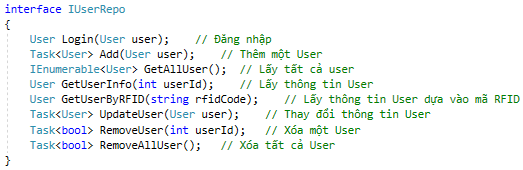 interface IUserRepo
{
    User Login(User user);    // Đăng nhập
    Task<User> Add(User user);    // Thêm một User
    IEnumerable<User> GetAllUser();  // Lấy tất cả user
    User GetUserInfo(int userId);    // Lấy thông tin User
    User GetUserByRFID(string rfidCode);    // Lấy thông tin User dựa vào mã RFID
    Task<User> UpdateUser(User user);    // Thay đổi thông tin User
    Task<bool> RemoveUser(int userId);   // Xóa một User
    Task<bool> RemoveAllUser();   // Xóa tất cả User
}